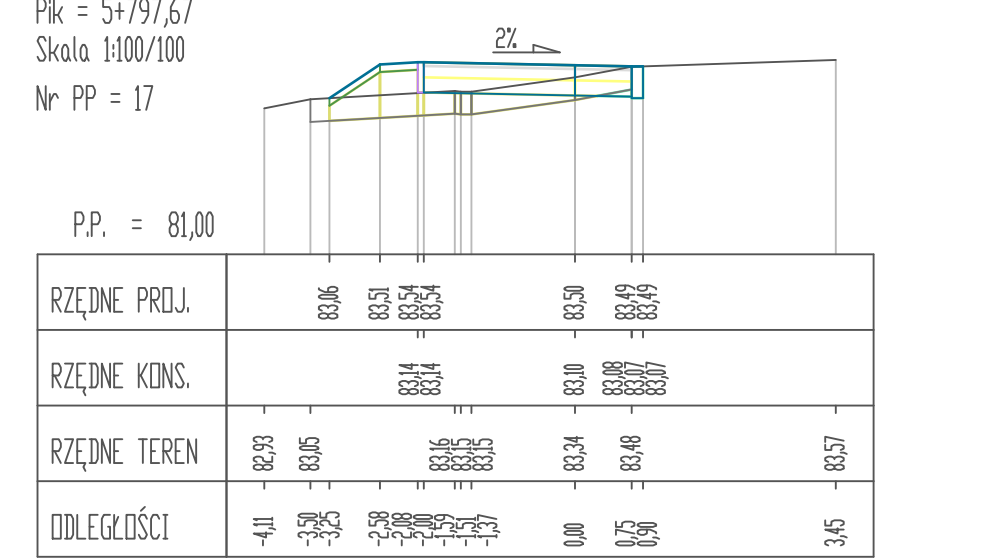 Pik = 5+797,67
Skala 1:100/100
2%
Nr PP = 17
P.P. = 81,00
RZĘDNE PROJ. 83,06 83,51 83,54 83,54 83,50 83,49 83,49
RZĘDNE KONS. 83,14 83,14 83,10 83,08 83,07 83,07
RZĘDNE TEREN 82,93 83,05 83,16 83,15 83,15 83,34 83,48 83,57
ODLEGŁOŚCI -4,11 -3,50 -3,25 -2,58 -2,08 -2,00 -1,59 -1,51 -1,37 0,00 0,75 0,90 3,45